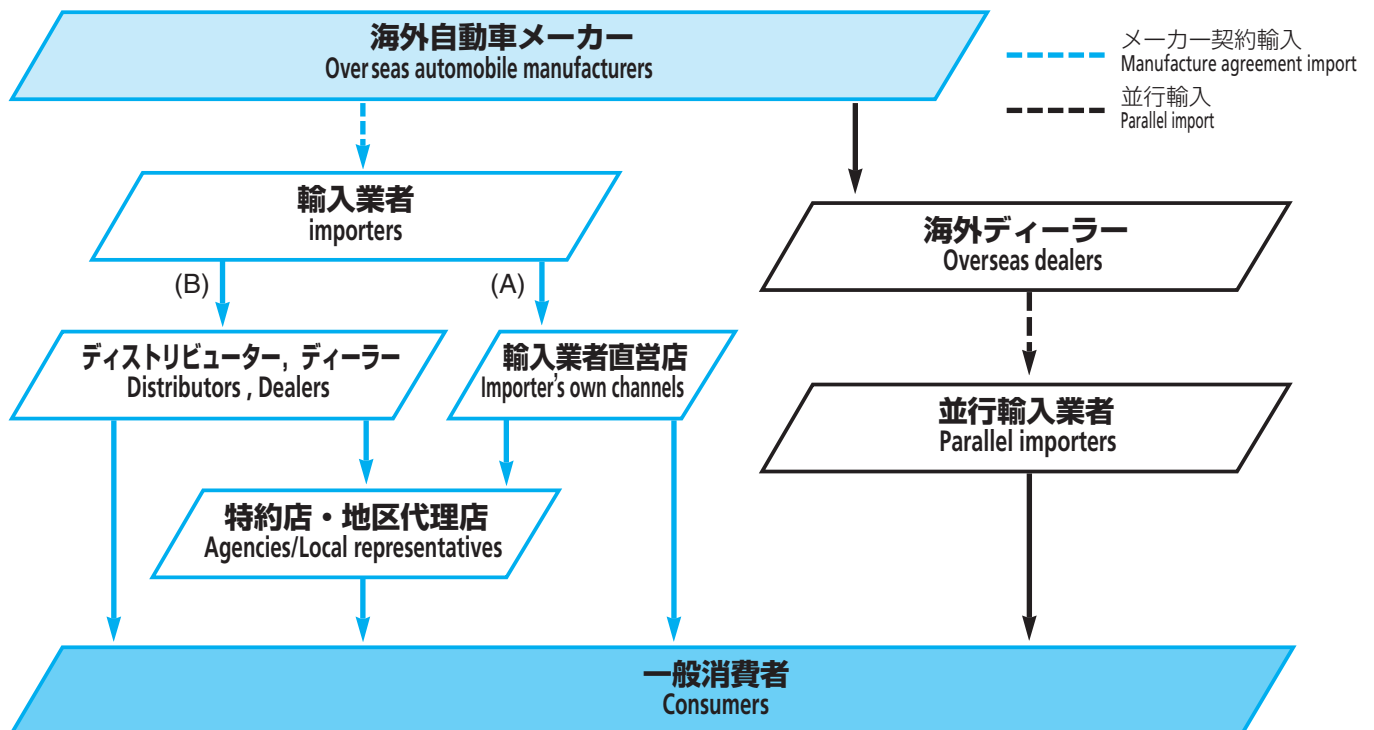 海外自動車メーカー
Overseas automobile manufacturers
メーカー契約輸入
Manufacture agreement import
並行輸入
Parallel import
輸入業者
importers
海外ディーラー
Overseas dealers
(B)
(A)
ディストリビューター, ディーラー
Distributors , Dealers
輸入業者直営店
Importer's own channels
並行輸入業者
Parallel importers
特約店・地区代理店
Agencies/Local representatives
一般消費者
Consumers